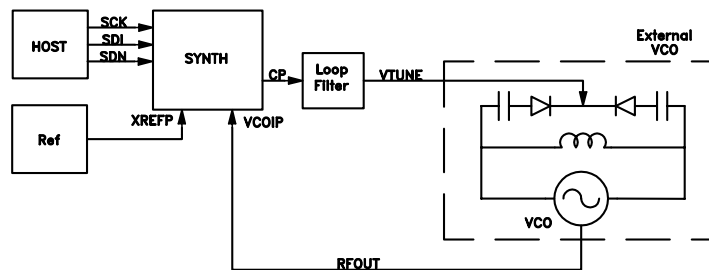 HOST
SCK
SDI
SDN
SYNTH
CP
Loop
Filter
VTUNE
External
VCO
Ref
XREFP
VCOIP
VCO
RFOUT